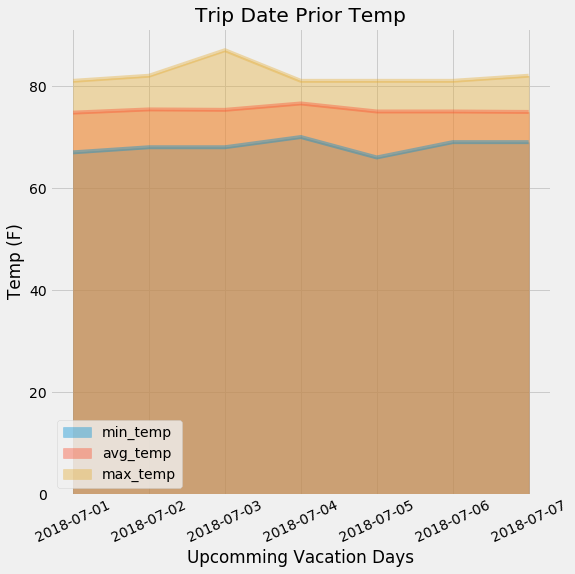 Trip Date Prior Temp
Temp (F)
80
60
40
20
0
min_temp
avg_temp
max_temp
2018-07-01
2018-07-02
2018-07-03
2018-07-04
2018-07-05
2018-07-06
2018-07-07
Upcomming Vacation Days